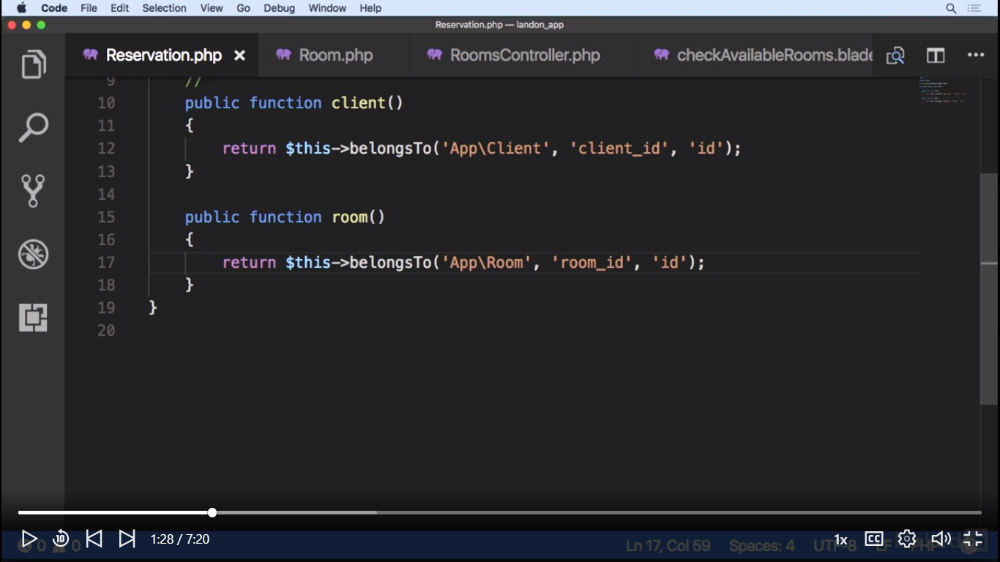 Code File Edit Selection View Go Debug Window Help
Reservation.php — landon_app
Reservation.php Room.php RoomsController.php checkAvailableRooms.blade
9 //
10 public function client()
11 {
12 return $this->belongsTo('App\Client', 'client_id', 'id');
13 }
14
15 public function room()
16 {
17 return $this->belongsTo('App\Room', 'room_id', 'id');
18 }
19 }
20
0 0 10 1:28 / 7:20 Ln 17, Col 59 Spaces: 4 1x UTF-8 CC LF PHP